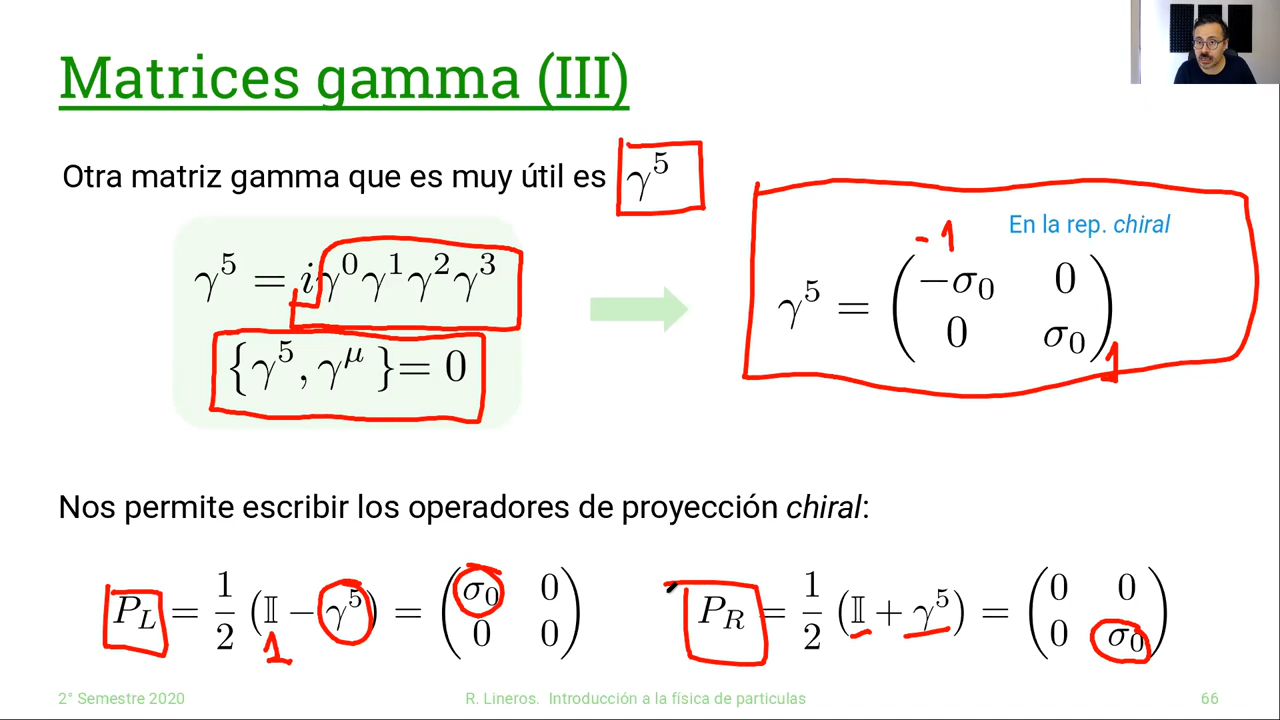 Matrices gamma (III)
Otra matriz gamma que es muy útil es γ⁵
γ⁵ = iγ⁰γ¹γ²γ³
{γ⁵, γ^μ} = 0
En la rep. chiral
-1
γ⁵ = (−σ₀ 0
0 σ₀)
1
Nos permite escribir los operadores de proyección chiral:
P_L = 1/2 (𝕀 − γ⁵) = (σ₀ 0
0 0)
1
P_R = 1/2 (𝕀 + γ⁵) = (0 0
0 σ₀)
2° Semestre 2020
R. Lineros. Introducción a la física de particulas
66